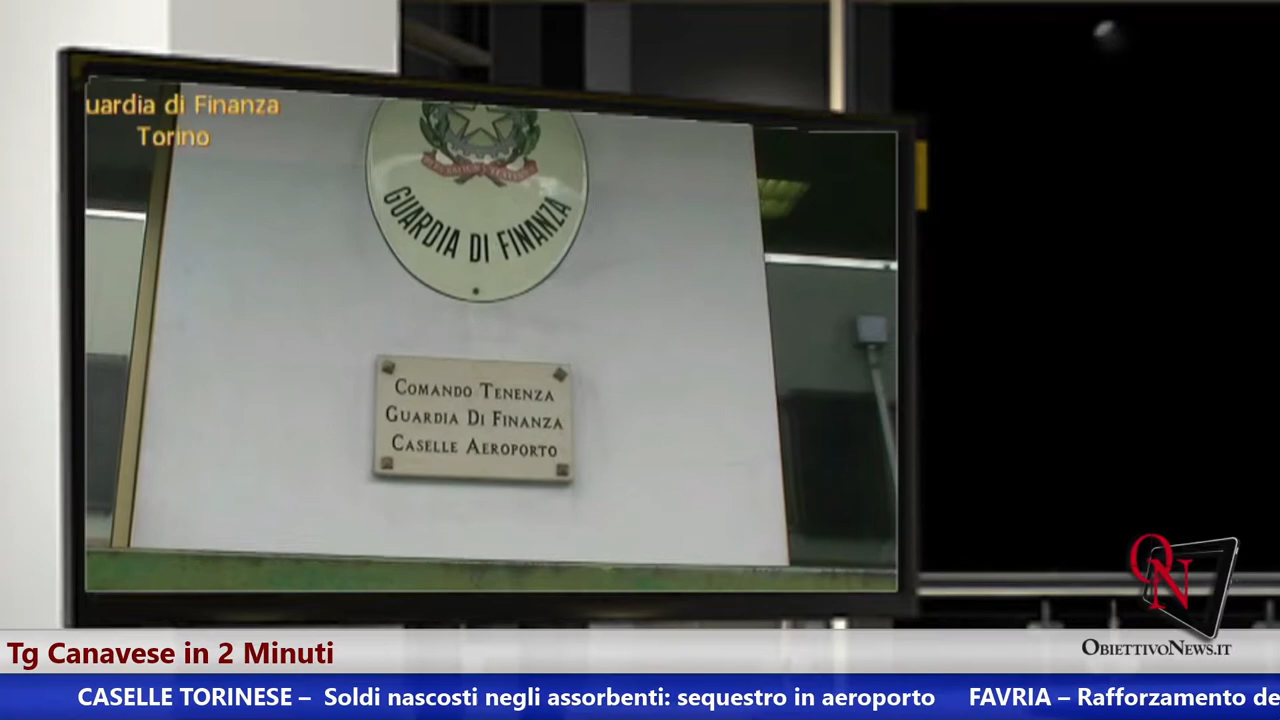 uardia di Finanza
Torino
GUARDIA DI FINANZA
COMANDO TENENZA
GUARDIA DI FINANZA
CASELLE AEROPORTO
QN
OBIETTIVONEWS.IT
Tg Canavese in 2 Minuti
CASELLE TORINESE – Soldi nascosti negli assorbenti: sequestro in aeroporto FAVRIA – Rafforzamento de